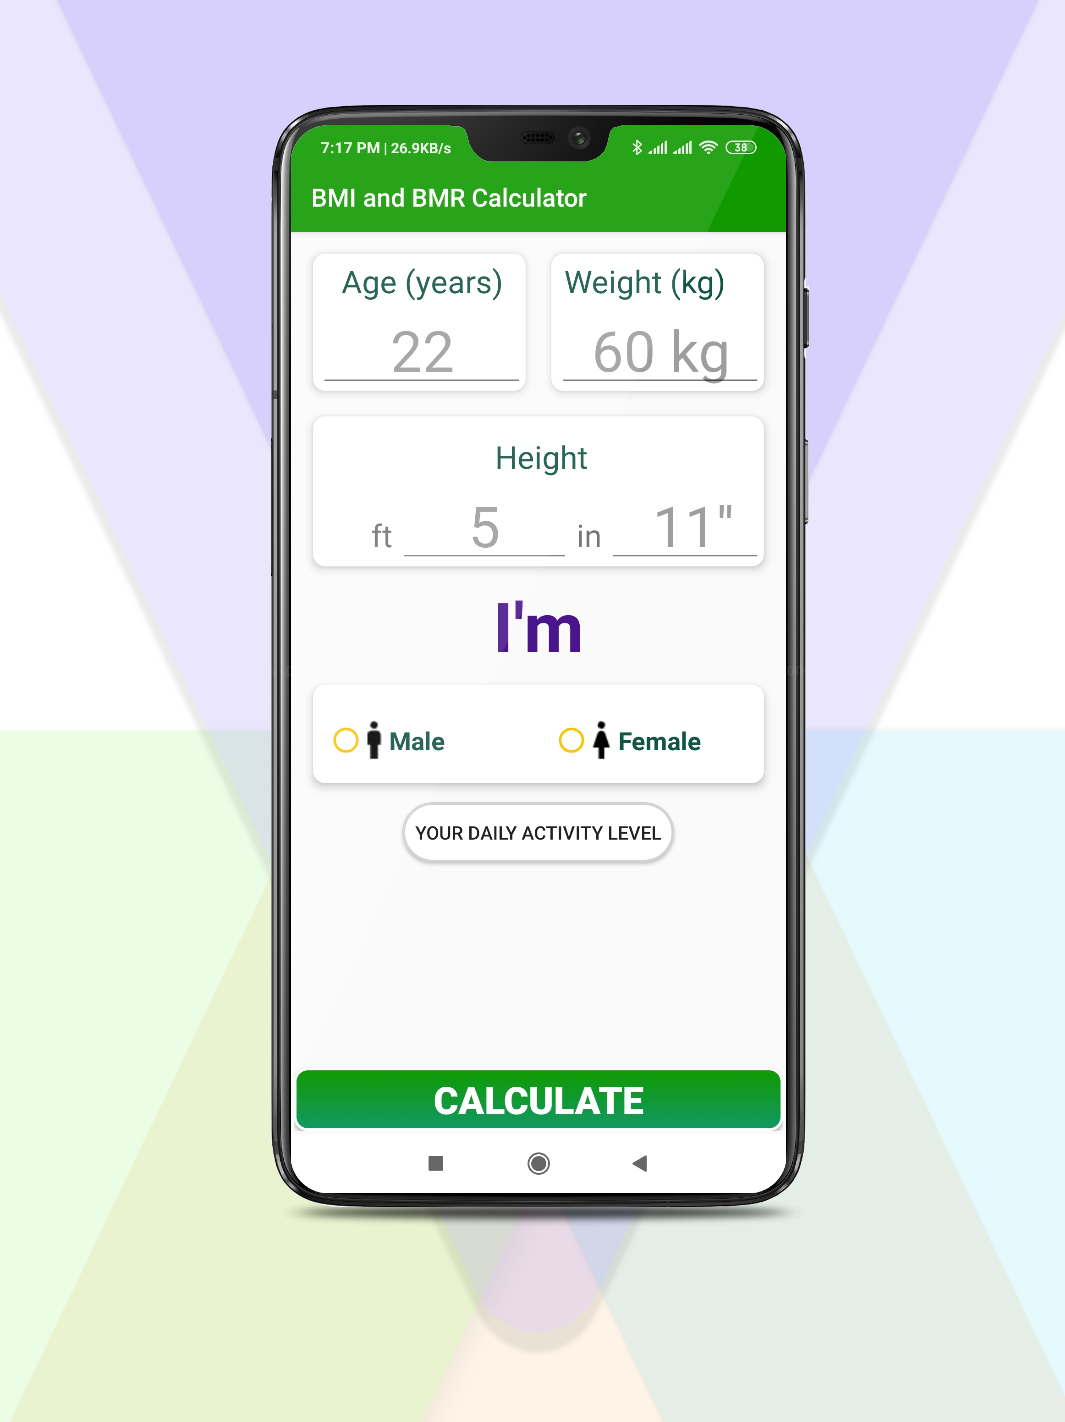 7:17 PM | 26.9KB/s 38
BMI and BMR Calculator
Age (years) Weight (kg)
22 60 kg
Height
ft 5 in 11"
I'm
Male Female
YOUR DAILY ACTIVITY LEVEL
CALCULATE